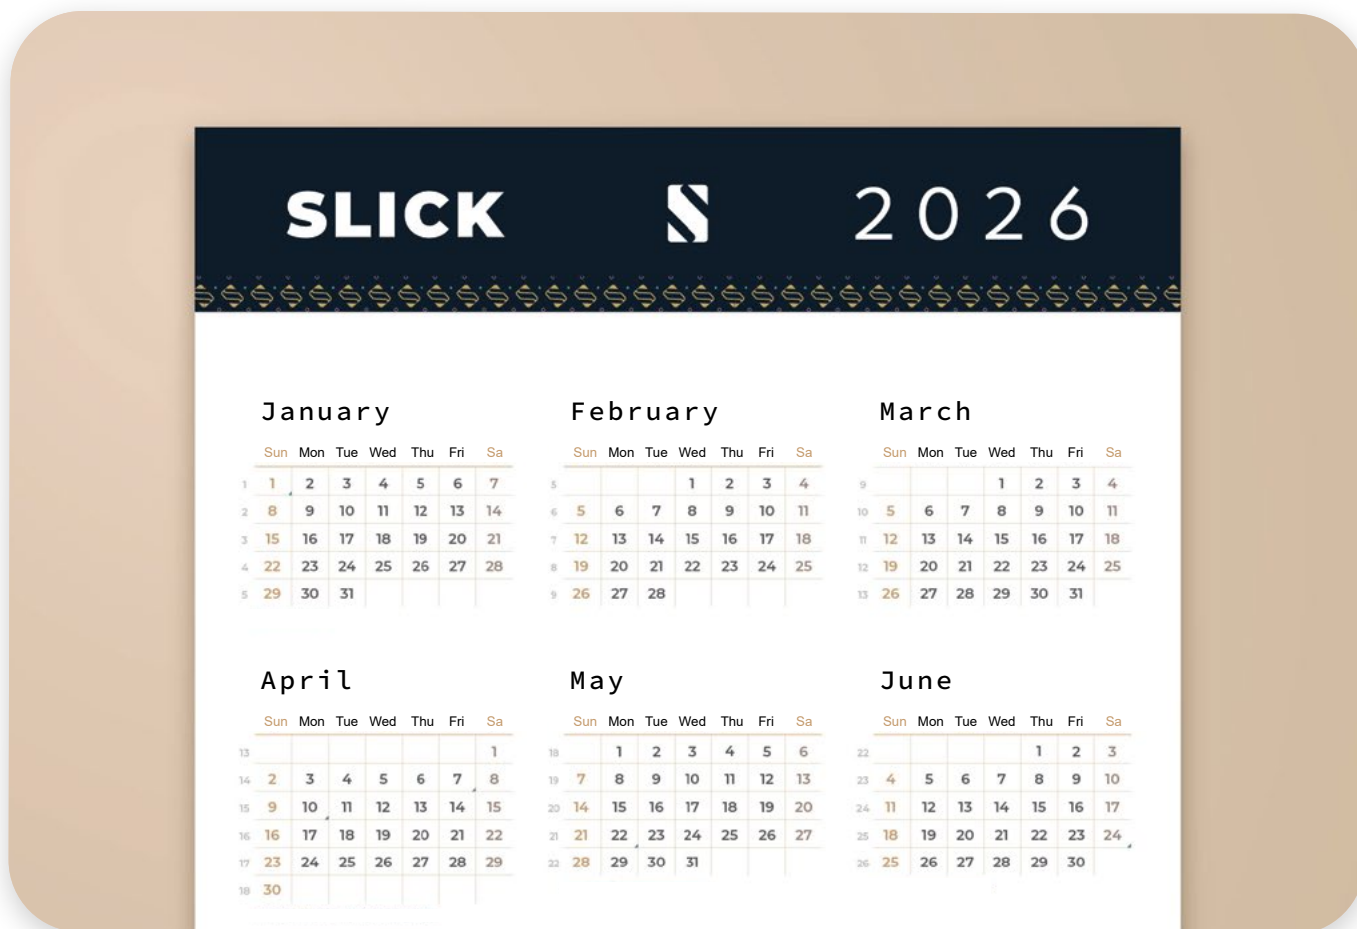 SLICK 2026
January February March
Sun Mon Tue Wed Thu Fri Sa Sun Mon Tue Wed Thu Fri Sa Sun Mon Tue Wed Thu Fri Sa
1 1 2 3 4 5 6 7 5 1 2 3 4 9 1 2 3 4
2 8 9 10 11 12 13 14 6 5 6 7 8 9 10 11 10 5 6 7 8 9 10 11
3 15 16 17 18 19 20 21 7 12 13 14 15 16 17 18 11 12 13 14 15 16 17 18
4 22 23 24 25 26 27 28 8 19 20 21 22 23 24 25 12 19 20 21 22 23 24 25
5 29 30 31 9 26 27 28 13 26 27 28 29 30 31
April May June
Sun Mon Tue Wed Thu Fri Sa Sun Mon Tue Wed Thu Fri Sa Sun Mon Tue Wed Thu Fri Sa
13 1 18 1 2 3 4 5 6 22 1 2 3
14 2 3 4 5 6 7 8 19 7 8 9 10 11 12 13 23 4 5 6 7 8 9 10
15 9 10 11 12 13 14 15 20 14 15 16 17 18 19 20 24 11 12 13 14 15 16 17
16 16 17 18 19 20 21 22 21 21 22 23 24 25 26 27 25 18 19 20 21 22 23 24
17 23 24 25 26 27 28 29 22 28 29 30 31 26 25 26 27 28 29 30
18 30